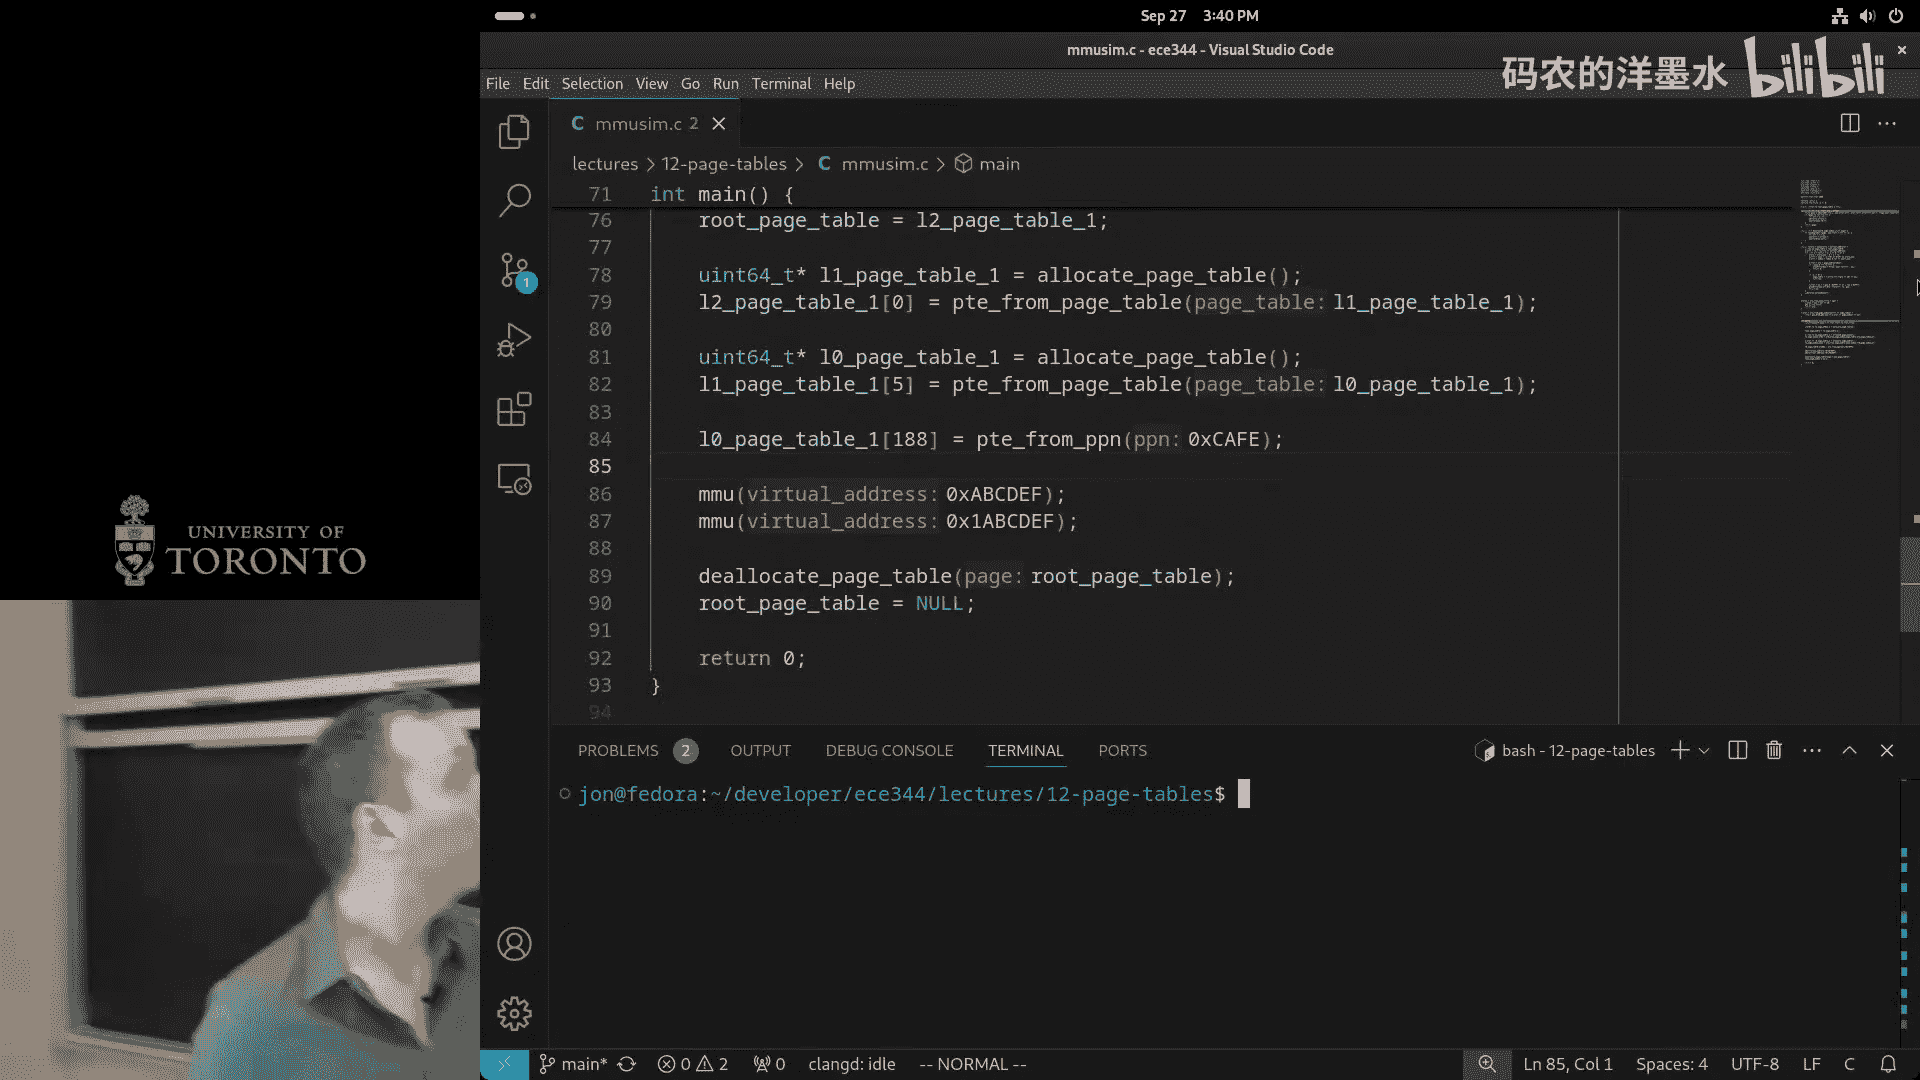 Sep 27 3:40 PM
mmusim.c - ece344 - Visual Studio Code
码农的洋墨水 bilibili
File Edit Selection View Go Run Terminal Help
C mmusim.c 2
lectures > 12-page-tables > C mmusim.c > main
71 int main() {
76 root_page_table = l2_page_table_1;
77
78 uint64_t* l1_page_table_1 = allocate_page_table();
79 l2_page_table_1[0] = pte_from_page_table(page_table: l1_page_table_1);
80
81 uint64_t* l0_page_table_1 = allocate_page_table();
82 l1_page_table_1[5] = pte_from_page_table(page_table: l0_page_table_1);
83
84 l0_page_table_1[188] = pte_from_ppn(ppn: 0xCAFE);
85
86 mmu(virtual_address: 0xABCDEF);
87 mmu(virtual_address: 0x1ABCDEF);
88
89 deallocate_page_table(page: root_page_table);
90 root_page_table = NULL;
91
92 return 0;
93 }
94
1
UNIVERSITY OF
TORONTO
PROBLEMS 2 OUTPUT DEBUG CONSOLE TERMINAL PORTS bash - 12-page-tables
jon@fedora:~/developer/ece344/lectures/12-page-tables$
main* 0 2 0 clangd: idle -- NORMAL -- Ln 85, Col 1 Spaces: 4 UTF-8 LF C